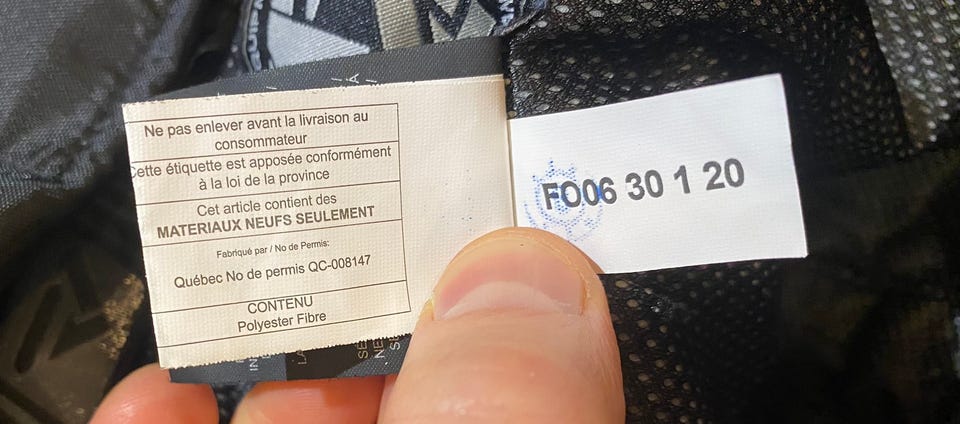 Ne pas enlever avant la livraison au
consommateur
Cette étiquette est apposée conformément
à la loi de la province
Cet article contient des
MATERIAUX NEUFS SEULEMENT
Fabriqué par / No de Permis:
Québec No de permis QC-008147
CONTENU
Polyester Fibre
FO06 30 1 20